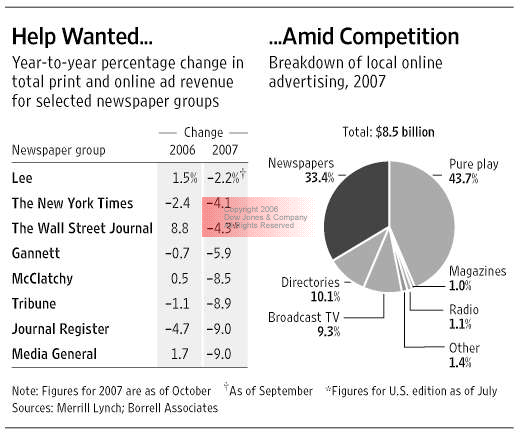 Help Wanted...
Year-to-year percentage change in
total print and online ad revenue
for selected newspaper groups
Change
Newspaper group 2006 2007
Lee 1.5% –2.2%†
The New York Times –2.4 –4.1
The Wall Street Journal 8.8 –4.3*
Gannett –0.7 –5.9
McClatchy 0.5 –8.5
Tribune –1.1 –8.9
Journal Register –4.7 –9.0
Media General 1.7 –9.0
Copyright 2006
Dow Jones & Company
All Rights Reserved
...Amid Competition
Breakdown of local online
advertising, 2007
Total: $8.5 billion
Newspapers
33.4%
Pure play
43.7%
Magazines
1.0%
Radio
1.1%
Other
1.4%
Directories
10.1%
Broadcast TV
9.3%
Note: Figures for 2007 are as of October †As of September *Figures for U.S. edition as of July
Sources: Merrill Lynch; Borrell Associates